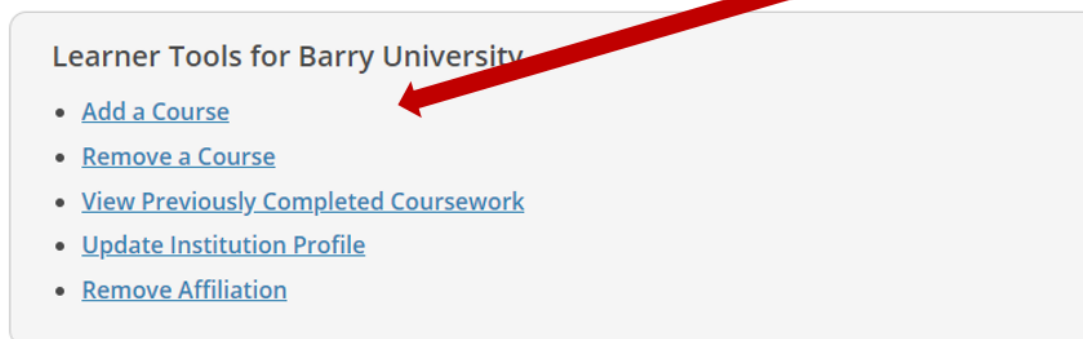 Learner Tools for Barry University
Add a Course
Remove a Course
View Previously Completed Coursework
Update Institution Profile
Remove Affiliation